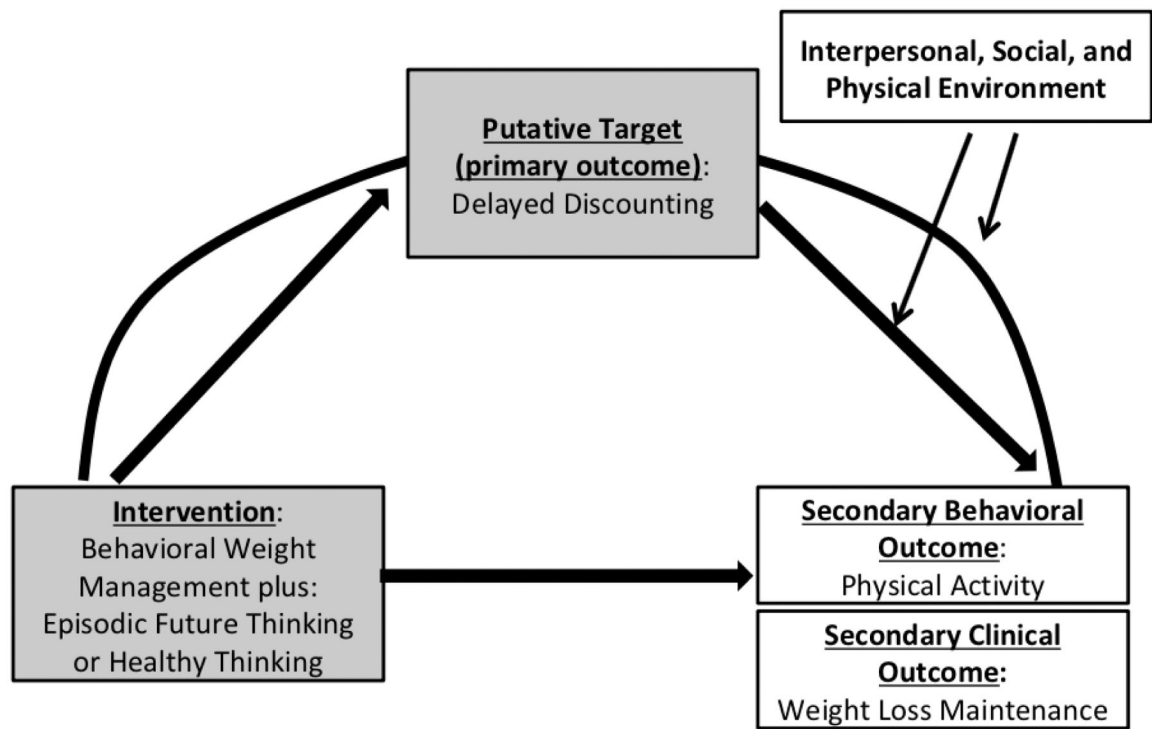 Interpersonal, Social, and
Physical Environment
Putative Target
(primary outcome):
Delayed Discounting
Intervention:
Behavioral Weight
Management plus:
Episodic Future Thinking
or Healthy Thinking
Secondary Behavioral
Outcome:
Physical Activity
Secondary Clinical
Outcome:
Weight Loss Maintenance